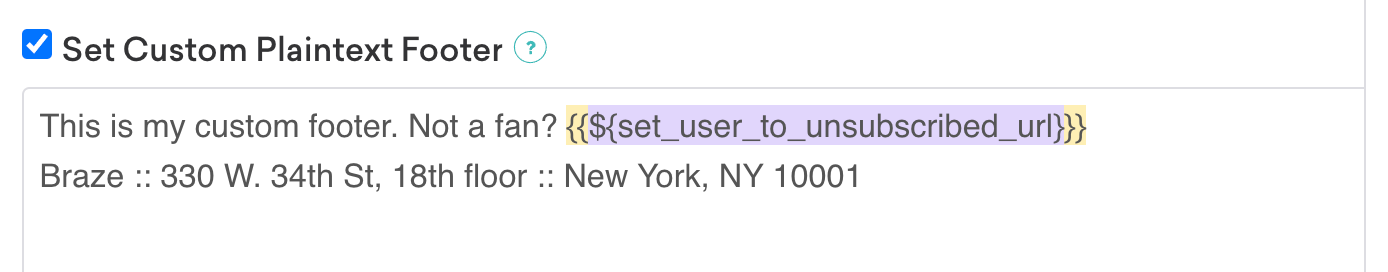 Set Custom Plaintext Footer ?
This is my custom footer. Not a fan? {{${set_user_to_unsubscribed_url}}}
Braze :: 330 W. 34th St, 18th floor :: New York, NY 10001